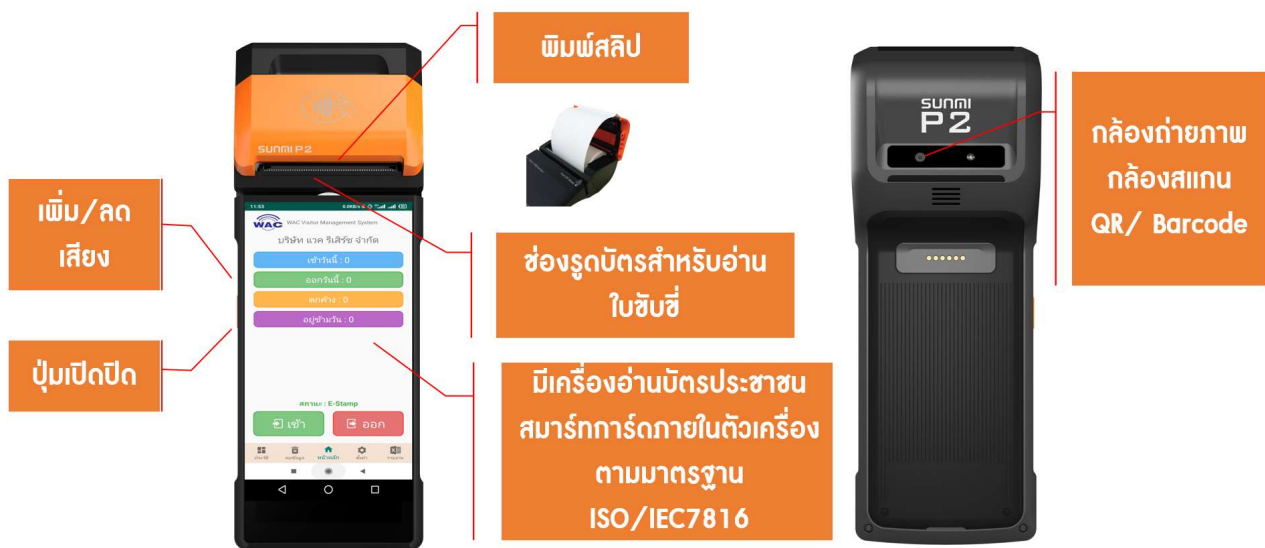 พิมพ์สลิป
SUNMI P2
เพิ่ม/ลด
เสียง
ปุ่มเปิดปิด
11:53
WAC
WAC Visitor Management System
บริษัท แวค รีเสิร์ช จำกัด
เข้าวันนี้ : 0
ออกวันนี้ : 0
ตกค้าง : 0
อยู่ข้ามวัน : 0
สถานะ : E-Stamp
เข้า
ออก
หน้าหลัก
ช่องรูดบัตรสำหรับอ่าน
ใบขับขี่
มีเครื่องอ่านบัตรประชาชน
สมาร์ทการ์ดภายในตัวเครื่อง
ตามมาตรฐาน
ISO/IEC7816
SUNMI
P2
กล้องถ่ายภาพ
กล้องสแกน
QR/ Barcode